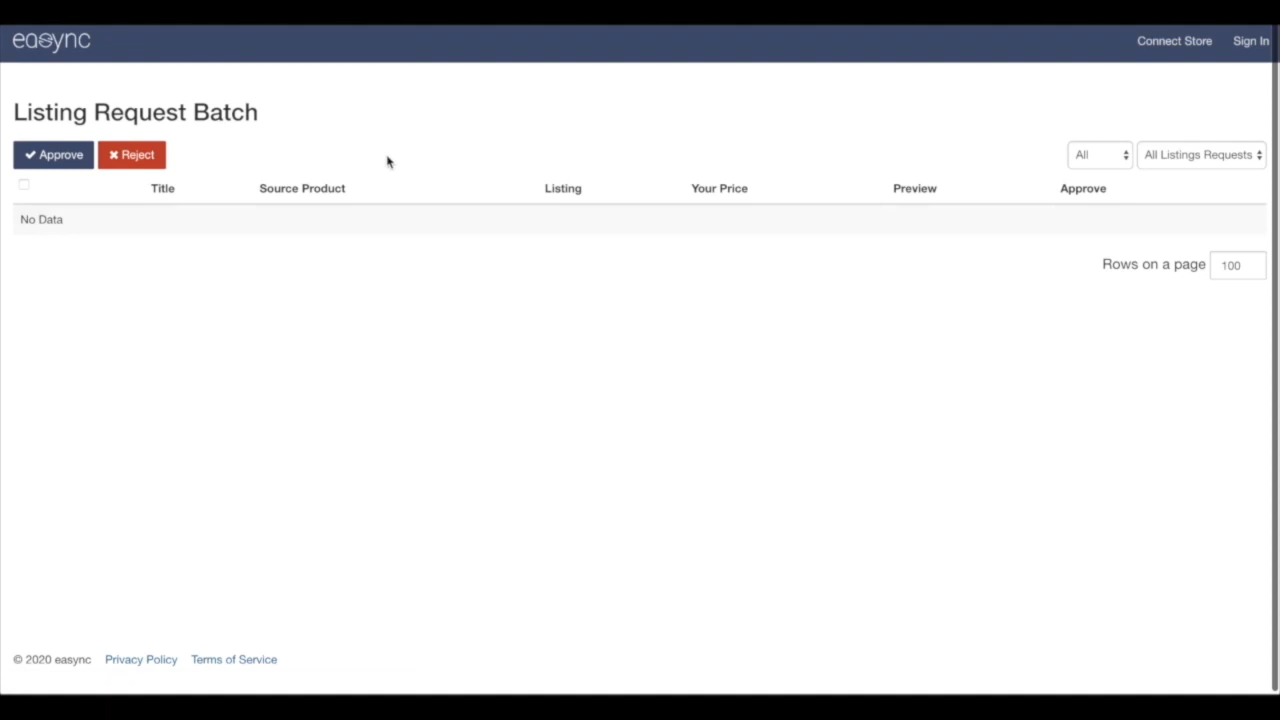 easync Connect Store Sign In
Listing Request Batch
Approve Reject All All Listings Requests
Title Source Product Listing Your Price Preview Approve
No Data
Rows on a page 100
© 2020 easync Privacy Policy Terms of Service